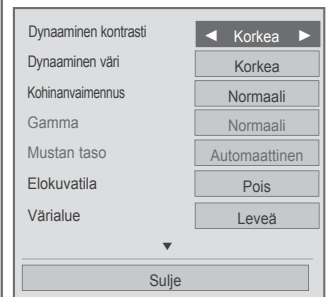 Dynaaminen kontrasti ◄ Korkea ►
Dynaaminen väri Korkea
Kohinanvaimennus Normaali
Gamma Normaali
Mustan taso Automaattinen
Elokuvatila Pois
Värialue Leveä
▼
Sulje